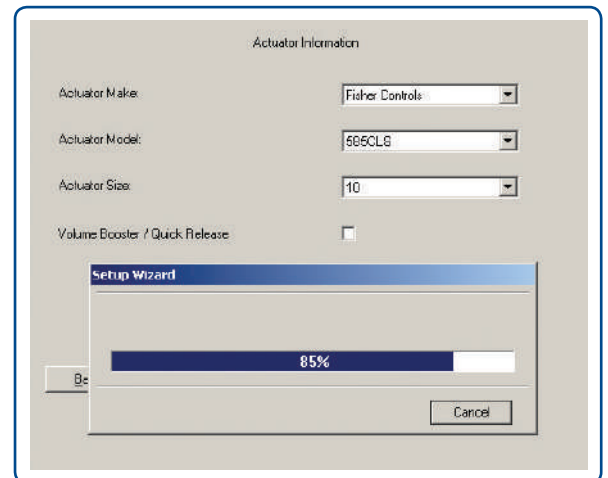 Actuator Information
Actuator Make:
Fisher Controls
Actuator Model:
585CLS
Actuator Size:
10
Volume Booster / Quick Release
Setup Wizard
85%
Be
Cancel